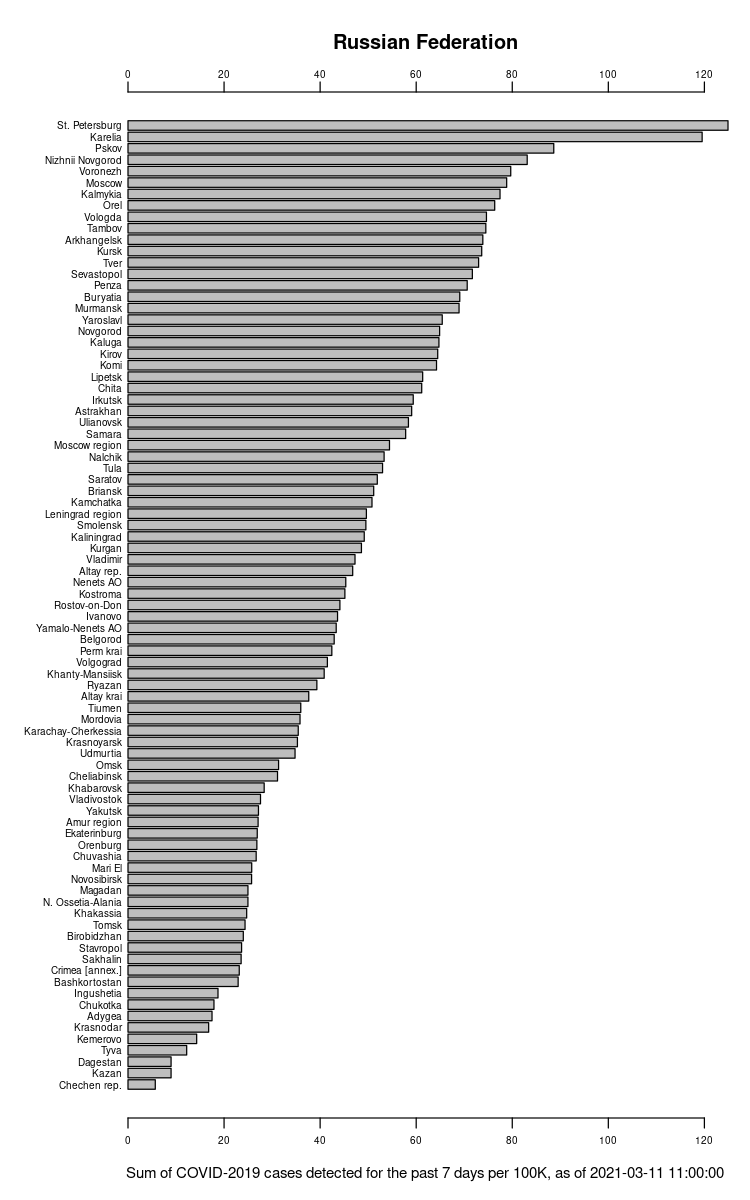 Russian Federation
0 20 40 60 80 100 120
St. Petersburg
Karelia
Pskov
Nizhnii Novgorod
Voronezh
Moscow
Kalmykia
Orel
Vologda
Tambov
Arkhangelsk
Kursk
Tver
Sevastopol
Penza
Buryatia
Murmansk
Yaroslavl
Novgorod
Kaluga
Kirov
Komi
Lipetsk
Chita
Irkutsk
Astrakhan
Ulianovsk
Samara
Moscow region
Nalchik
Tula
Saratov
Briansk
Kamchatka
Leningrad region
Smolensk
Kaliningrad
Kurgan
Vladimir
Altay rep.
Nenets AO
Kostroma
Rostov-on-Don
Ivanovo
Yamalo-Nenets AO
Belgorod
Perm krai
Volgograd
Khanty-Mansiisk
Ryazan
Altay krai
Tiumen
Mordovia
Karachay-Cherkessia
Krasnoyarsk
Udmurtia
Omsk
Cheliabinsk
Khabarovsk
Vladivostok
Yakutsk
Amur region
Ekaterinburg
Orenburg
Chuvashia
Mari El
Novosibirsk
Magadan
N. Ossetia-Alania
Khakassia
Tomsk
Birobidzhan
Stavropol
Sakhalin
Crimea [annex.]
Bashkortostan
Ingushetia
Chukotka
Adygea
Krasnodar
Kemerovo
Tyva
Dagestan
Kazan
Chechen rep.
0 20 40 60 80 100 120
Sum of COVID-2019 cases detected for the past 7 days per 100K, as of 2021-03-11 11:00:00